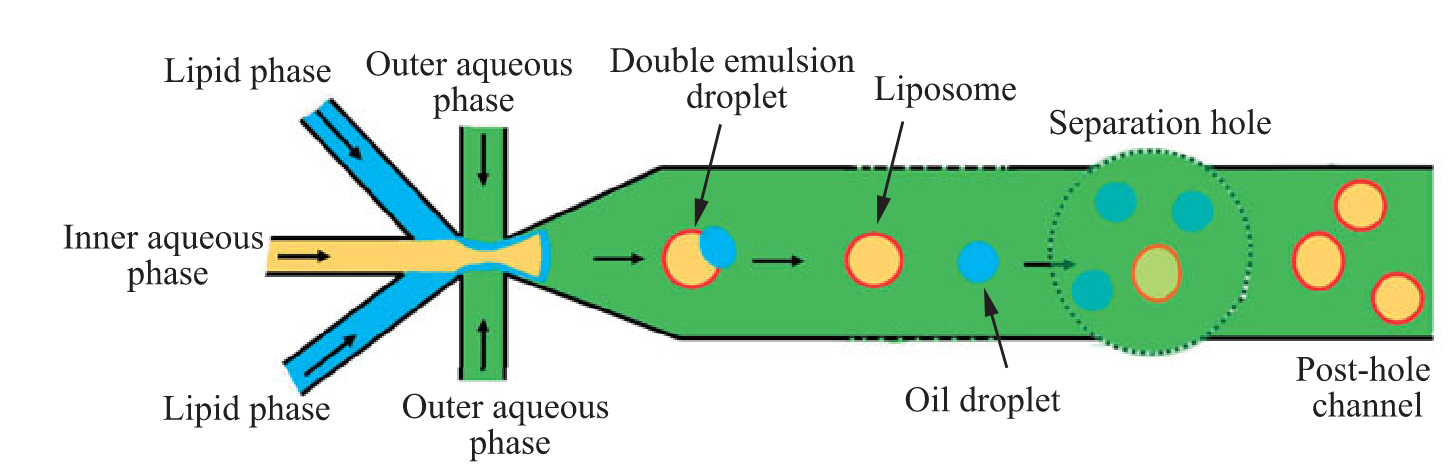 Lipid phase
Outer aqueous
phase
Double emulsion
droplet
Liposome
Separation hole
Inner aqueous
phase
Lipid phase
Outer aqueous
phase
Oil droplet
Post-hole
channel